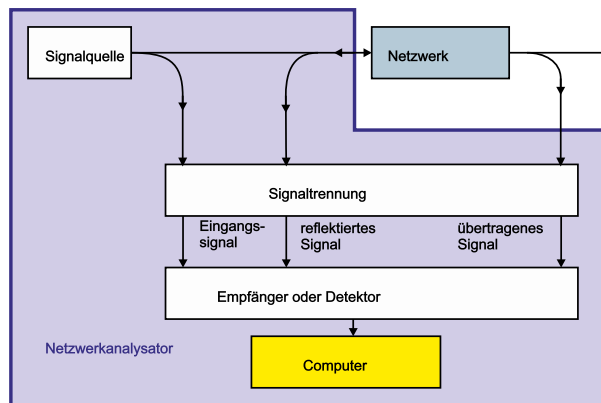 Signalquelle
Netzwerk
Signaltrennung
Eingangs-
signal
reflektiertes
Signal
übertragenes
Signal
Empfänger oder Detektor
Netzwerkanalysator
Computer